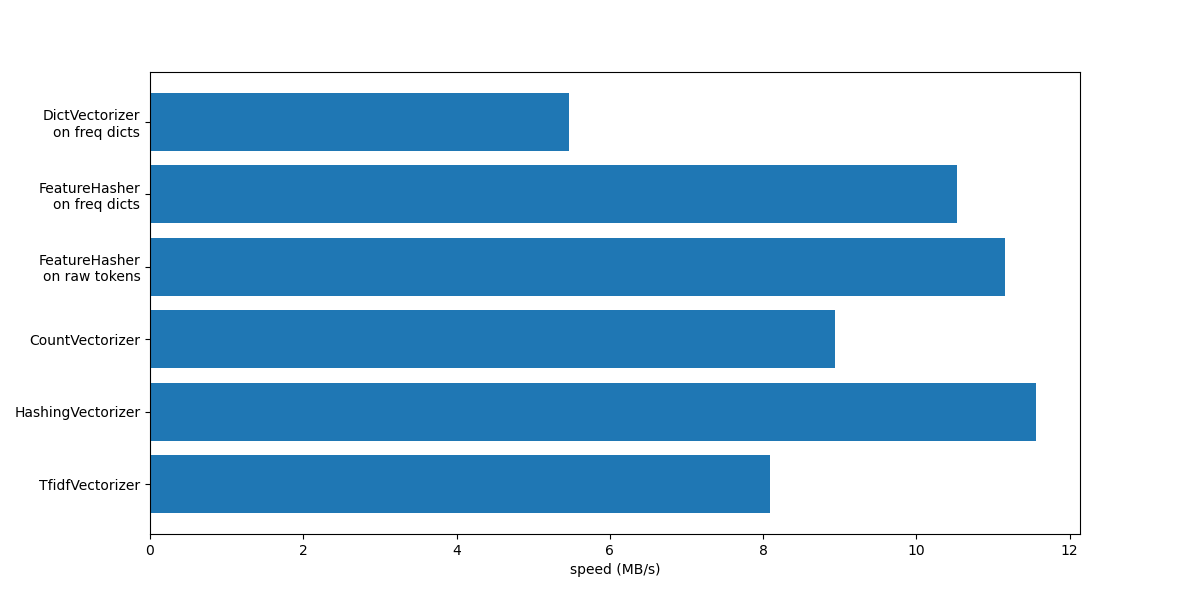 DictVectorizer
on freq dicts
FeatureHasher
on freq dicts
FeatureHasher
on raw tokens
CountVectorizer
HashingVectorizer
TfidfVectorizer
0 2 4 6 8 10 12
speed (MB/s)